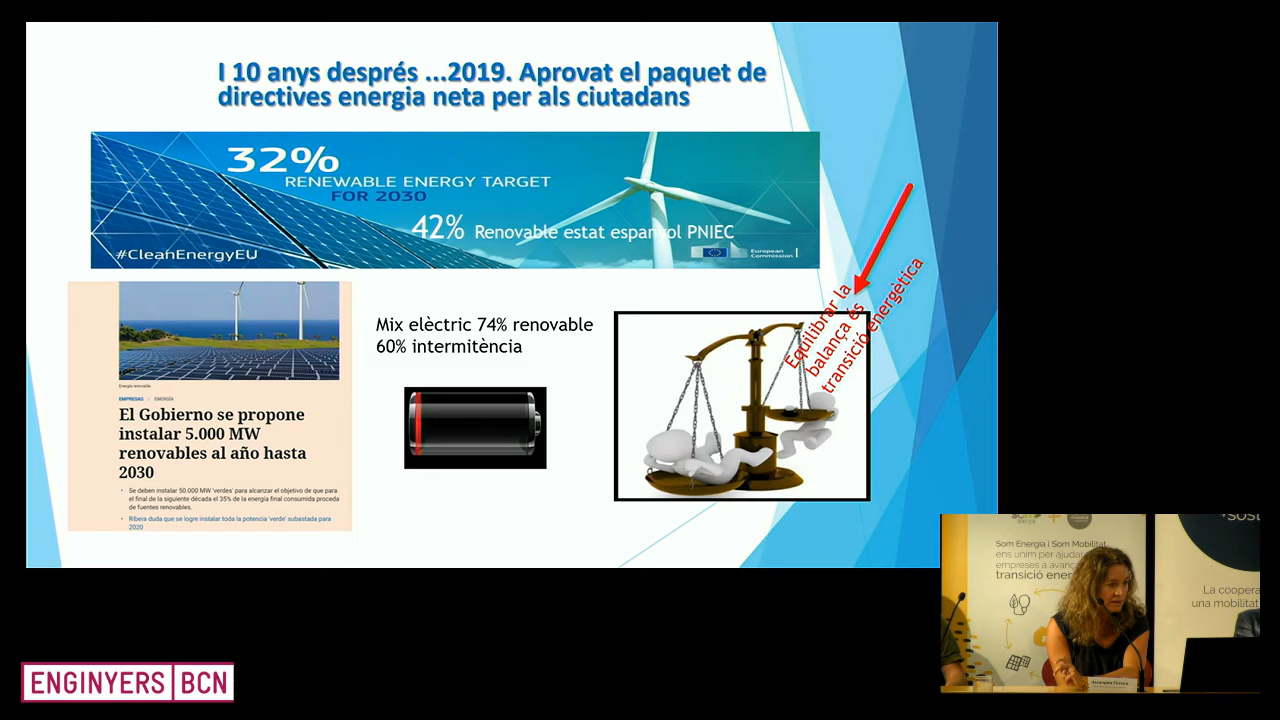 I 10 anys després ...2019. Aprovat el paquet de
directives energia neta per als ciutadans
32%
RENEWABLE ENERGY TARGET
FOR 2030
42% Renovable estat espanyol PNIEC
#CleanEnergyEU
European
Commission
Energía renovable.
EMPRESAS | ENERGÍA
El Gobierno se propone
instalar 5.000 MW
renovables al año hasta
2030
• Se deben instalar 50.000 MW 'verdes' para alcanzar el objetivo de que para
el final de la siguiente década el 35% de la energía final consumida proceda
de fuentes renovables.
• Ribera duda que se logre instalar toda la potencia 'verde' subastada para
2020
Mix elèctric 74% renovable
60% intermitència
Equilibrar la
balança és
transició energètica
Som Energia i Som Mobilitat
ens unim per ajudar
empreses a
transició
La coopera
una mobilitat
ENGINYERS BCN